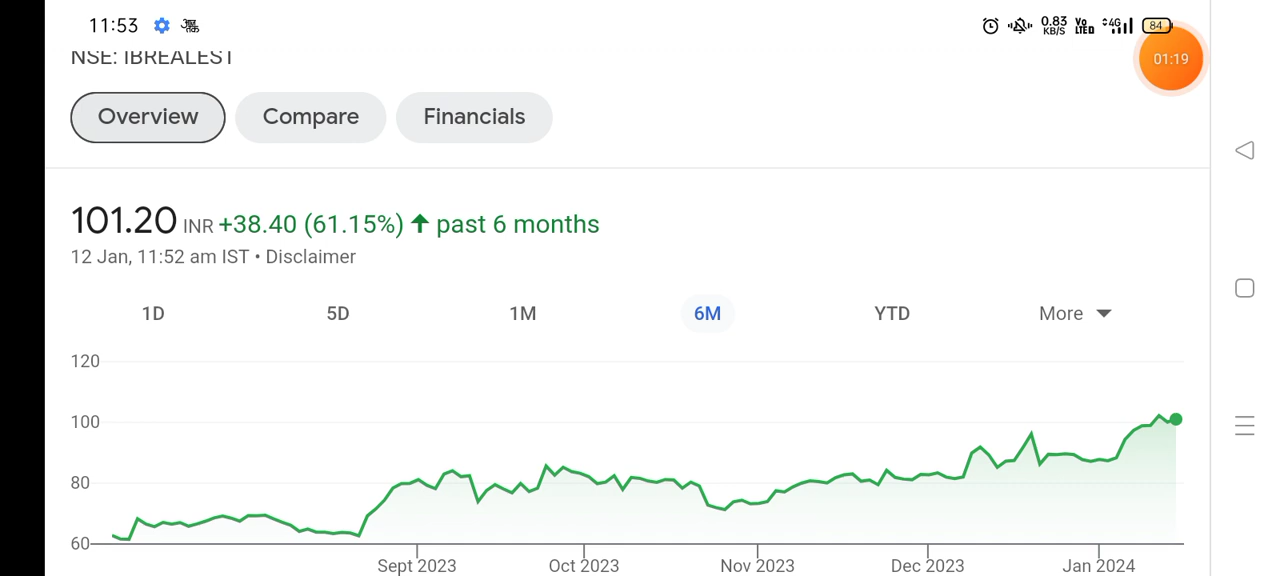 11:53
0.83 KB/S VoLTED 4G 84
01:19
NSE: IBREALEST
Overview Compare Financials
101.20 INR +38.40 (61.15%) ↑ past 6 months
12 Jan, 11:52 am IST • Disclaimer
1D 5D 1M 6M YTD More
120
100
80
60
Sept 2023 Oct 2023 Nov 2023 Dec 2023 Jan 2024